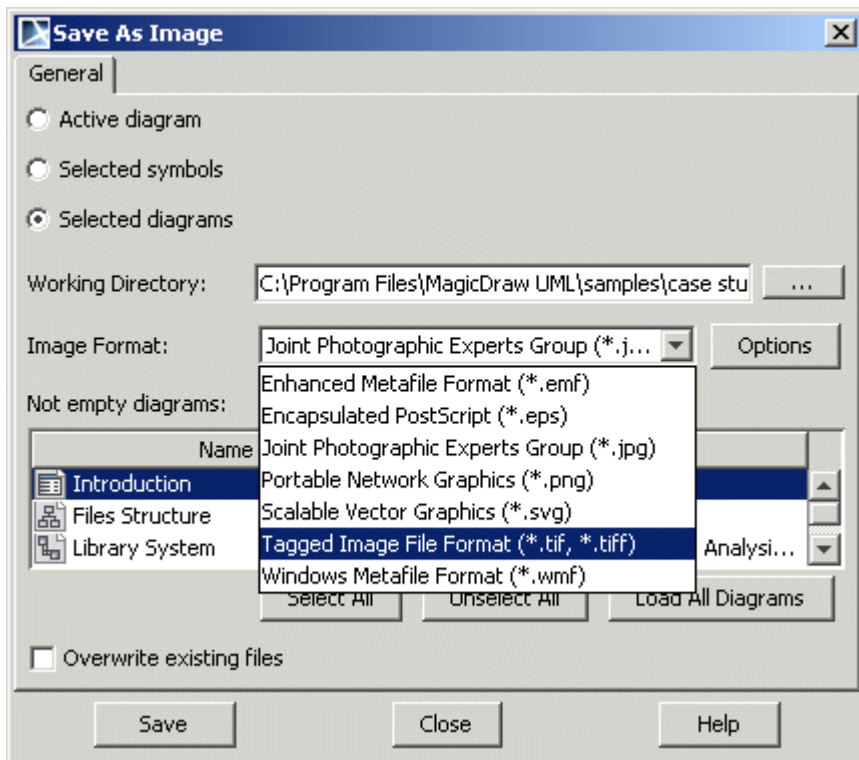 Save As Image
General
Active diagram
Selected symbols
Selected diagrams
Working Directory: C:\Program Files\MagicDraw UML\samples\case stu ...
Image Format: Joint Photographic Experts Group (*.j... Options
Enhanced Metafile Format (*.emf)
Not empty diagrams: Encapsulated PostScript (*.eps)
Name Joint Photographic Experts Group (*.jpg)
Introduction Portable Network Graphics (*.png)
Files Structure Scalable Vector Graphics (*.svg)
Library System Tagged Image File Format (*.tif, *.tiff) Analysi...
Windows Metafile Format (*.wmf)
Select All Unselect All Load All Diagrams
Overwrite existing files
Save Close Help